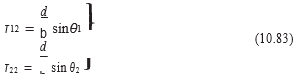 τ12 = d/b sinθ1
(10.83)
τ22 = d/ sin θ2